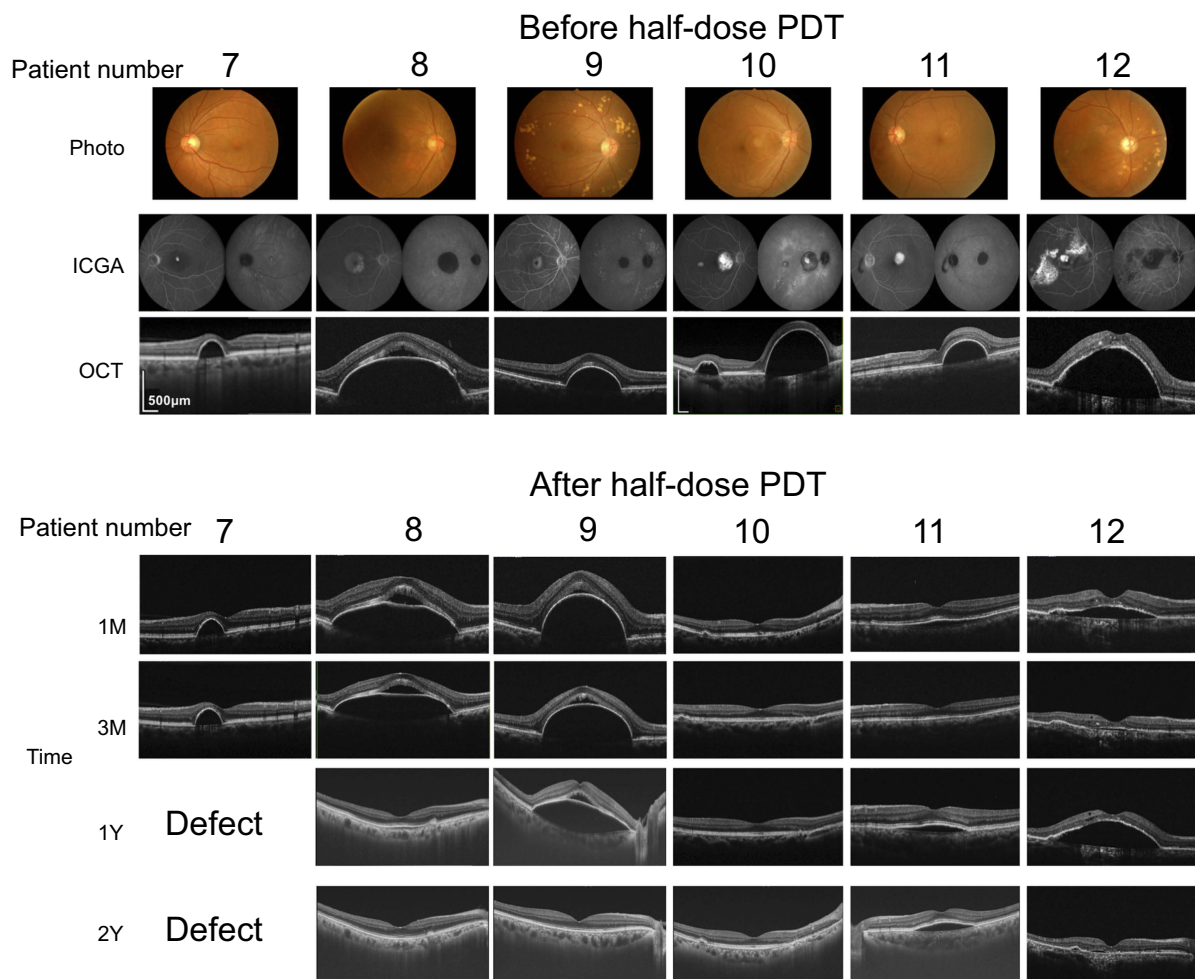 Before half-dose PDT
Patient number 7 8 9 10 11 12
Photo
ICGA
OCT
500μm
After half-dose PDT
Patient number 7 8 9 10 11 12
1M
3M
Time
1Y Defect
2Y Defect